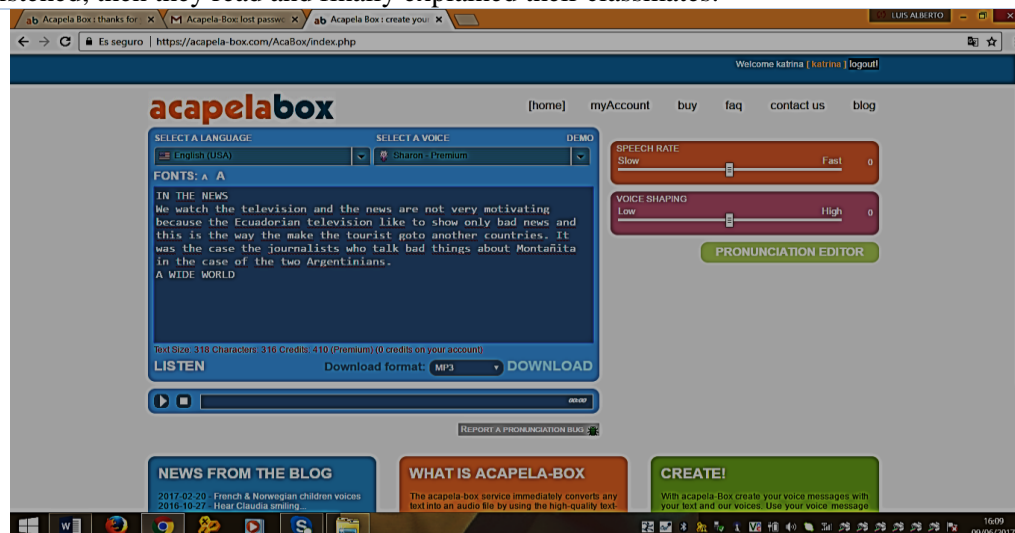 listened, then they read and finally explained their classmates.
ab Acapela Box : thanks for × M Acapela-Box: lost passwo × ab Acapela Box : create you ×
LUIS ALBERTO
Es seguro | https://acapela-box.com/AcaBox/index.php
Welcome katrina [ katrina ] logout!
acapelabox
[home] myAccount buy faq contact us blog
SELECT A LANGUAGE SELECT A VOICE DEMO
English (USA) Sharon - Premium
FONTS: A A
IN THE NEWS
We watch the television and the news are not very motivating
because the Ecuadorian television like to show only bad news and
this is the way the make the tourist goto another countries. It
was the case the journalists who talk bad things about Montañita
in the case of the two Argentinians.
A WIDE WORLD
Text Size: 318 Characters: 316 Credits: 410 (Premium) (0 credits on your account)
LISTEN Download format: MP3 DOWNLOAD
00:00
REPORT A PRONUNCIATION BUG
SPEECH RATE
Slow Fast 0
VOICE SHAPING
Low High 0
PRONUNCIATION EDITOR
NEWS FROM THE BLOG
2017-02-20 - French & Norwegian children voices
2016-10-27 - Hear Claudia smiling...
WHAT IS ACAPELA-BOX
The acapela-box service immediately converts any
text into an audio file by using the high-quality text-
CREATE!
With acapela-Box create your voice messages with
your text and our voices. Use your voice message
16:09
09/06/2017